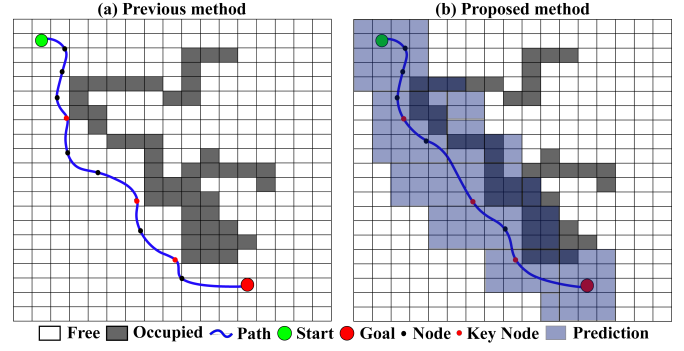 (a) Previous method
(b) Proposed method
Free Occupied Path Start Goal Node Key Node Prediction